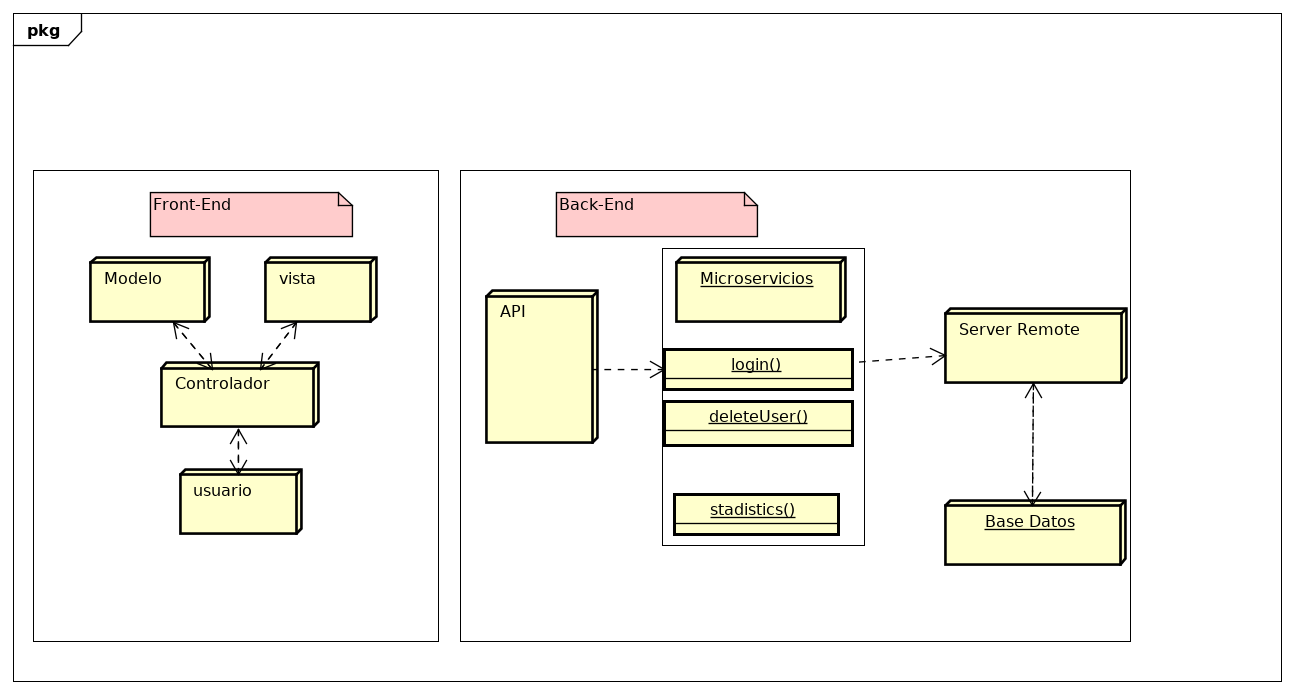 pkg
Front-End
Modelo
vista
Controlador
usuario
Back-End
API
Microservicios
login()
deleteUser()
stadistics()
Server Remote
Base Datos